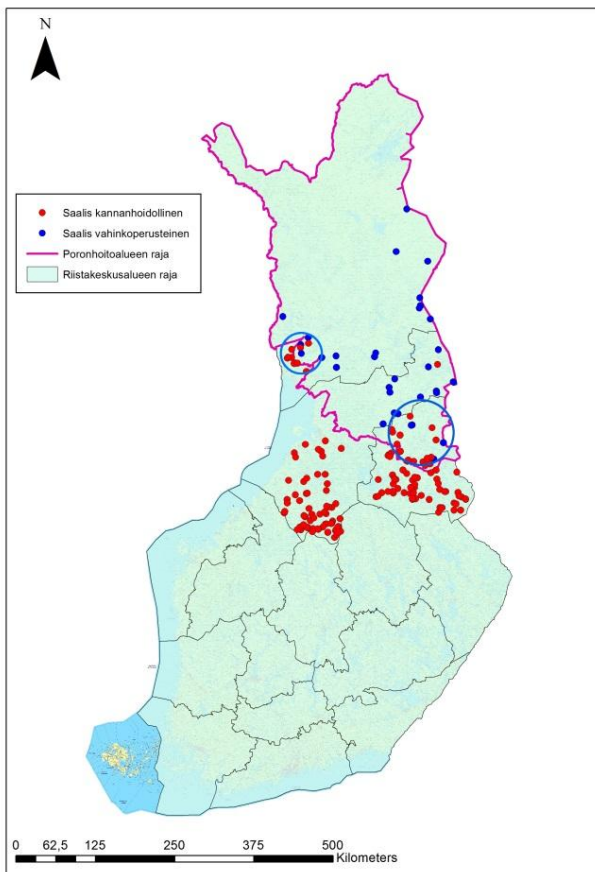 N
Saalis kannanhoidollinen
Saalis vahinkoperusteinen
Poronhoitoalueen raja
Riistakeskusalueen raja
0 62,5 125 250 375 500
Kilometers